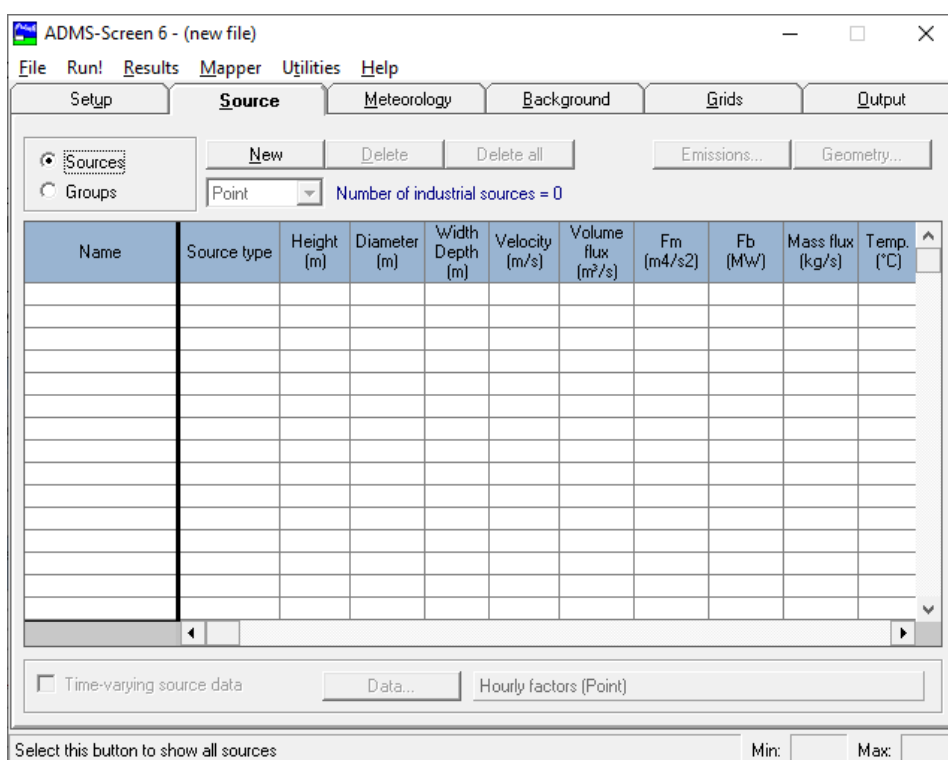 ADMS-Screen 6 - (new file)
File Run! Results Mapper Utilities Help
Setup Source Meteorology Background Grids Output
Sources New Delete Delete all Emissions... Geometry...
Groups Point Number of industrial sources = 0
Name Source type Height (m) Diameter (m) Width Depth (m) Velocity (m/s) Volume flux (m³/s) Fm (m4/s2) Fb (MW) Mass flux (kg/s) Temp. (°C)
Time-varying source data Data... Hourly factors (Point)
Select this button to show all sources Min: Max: